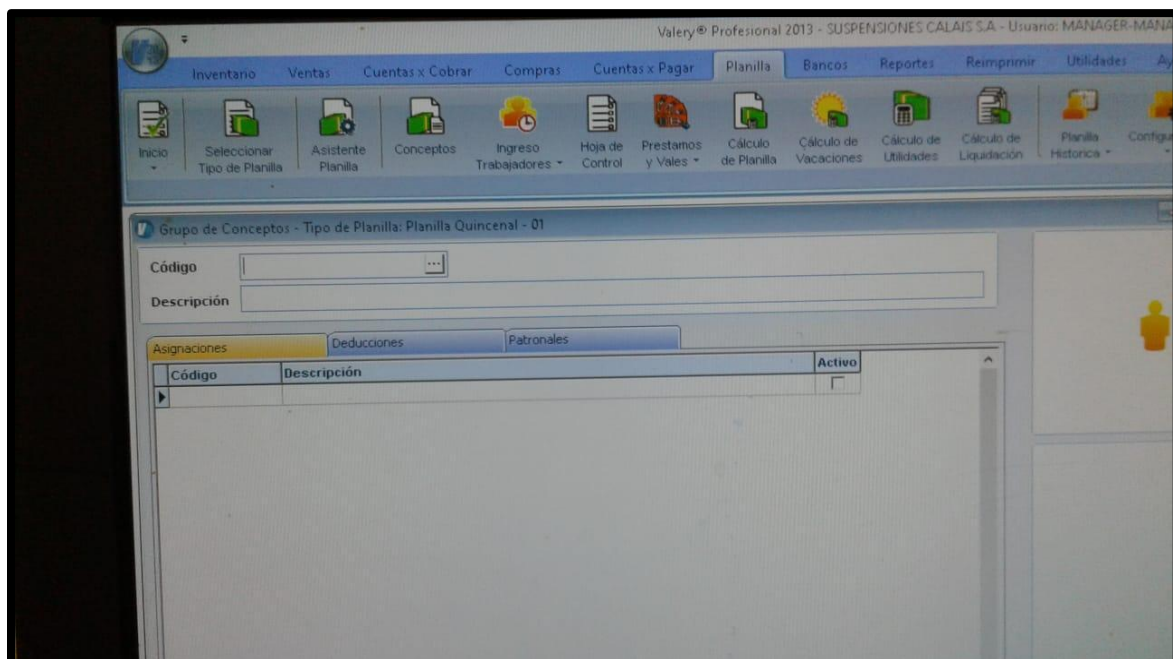 Valery® Profesional 2013 - SUSPENSIONES CALAIS S.A - Usuario: MANAGER-MANA
Inventario Ventas Cuentas x Cobrar Compras Cuentas x Pagar Planilla Bancos Reportes Reimprimir Utilidades Ay
Inicio
Seleccionar
Tipo de Planilla
Asistente
Planilla
Conceptos
Ingreso
Trabajadores
Hoja de
Control
Prestamos
y Vales
Cálculo
de Planilla
Cálculo de
Vacaciones
Cálculo de
Utilidades
Cálculo de
Liquidación
Planilla
Historica
Configu
Grupo de Conceptos - Tipo de Planilla: Planilla Quincenal - 01
Código
...
Descripción
Asignaciones Deducciones Patronales
Código Descripción Activo